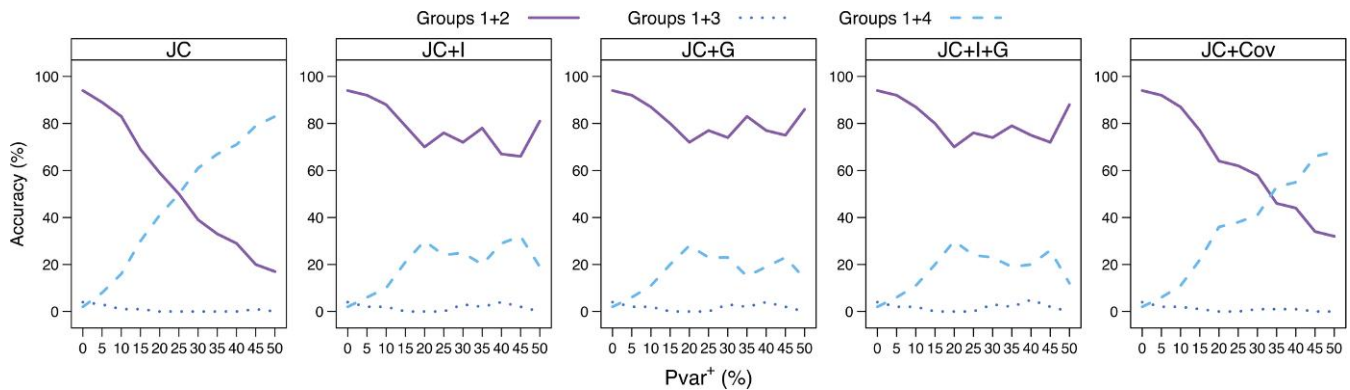 Groups 1+2 Groups 1+3 Groups 1+4
JC JC+I JC+G JC+I+G JC+Cov
Accuracy (%)
100 100 100 100 100
80 80 80 80 80
60 60 60 60 60
40 40 40 40 40
20 20 20 20 20
0 0 0 0 0
0 5 10 15 20 25 30 35 40 45 50 0 5 10 15 20 25 30 35 40 45 50 0 5 10 15 20 25 30 35 40 45 50 0 5 10 15 20 25 30 35 40 45 50 0 5 10 15 20 25 30 35 40 45 50
Pvar⁺ (%)